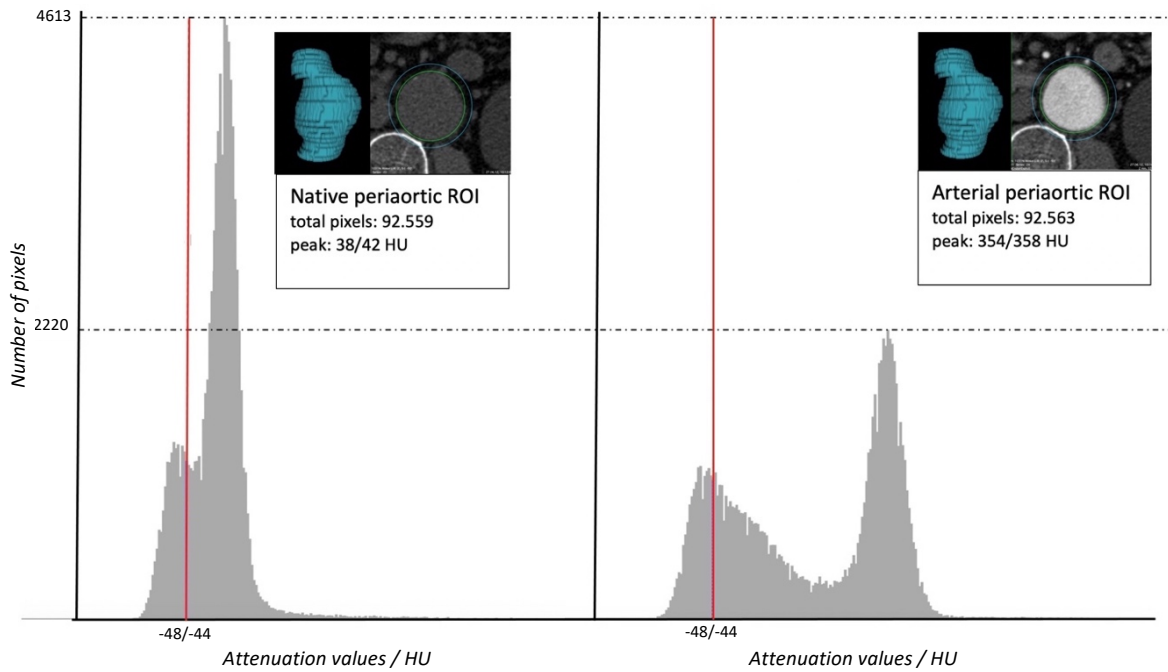 4613
2220
Number of pixels
Native periaortic ROI
total pixels: 92.559
peak: 38/42 HU
Arterial periaortic ROI
total pixels: 92.563
peak: 354/358 HU
-48/-44
-48/-44
Attenuation values / HU
Attenuation values / HU